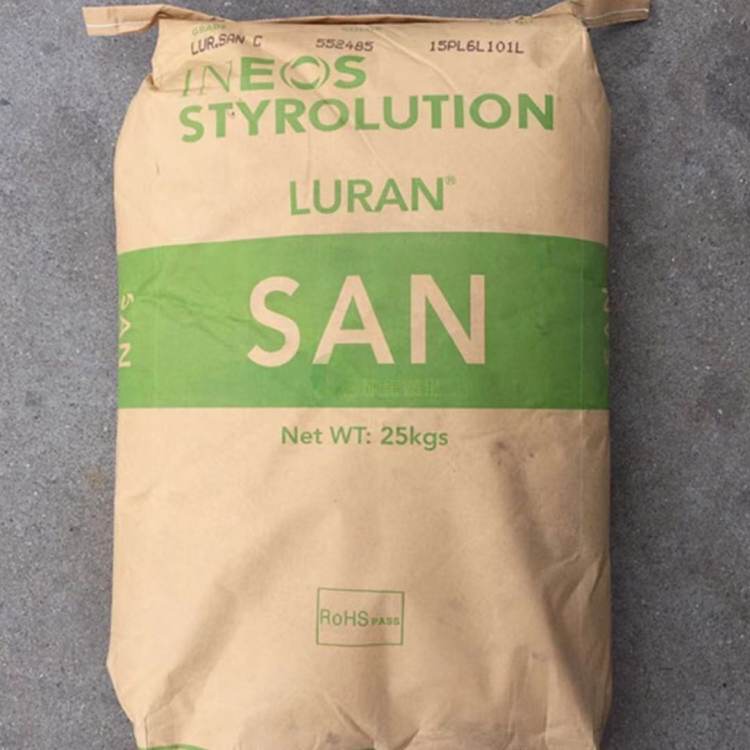 GRADE
LUR.SAN C 552485 15PL6L101L
INEOS
STYROLUTION
LURAN®
SAN
SAN
Net WT: 25kgs
RoHS PASS